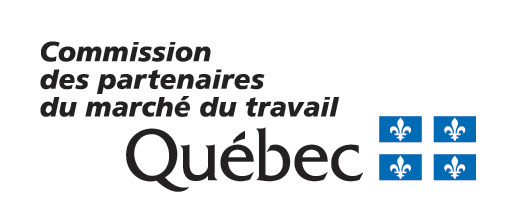 Commission
des partenaires
du marché du travail
Québec